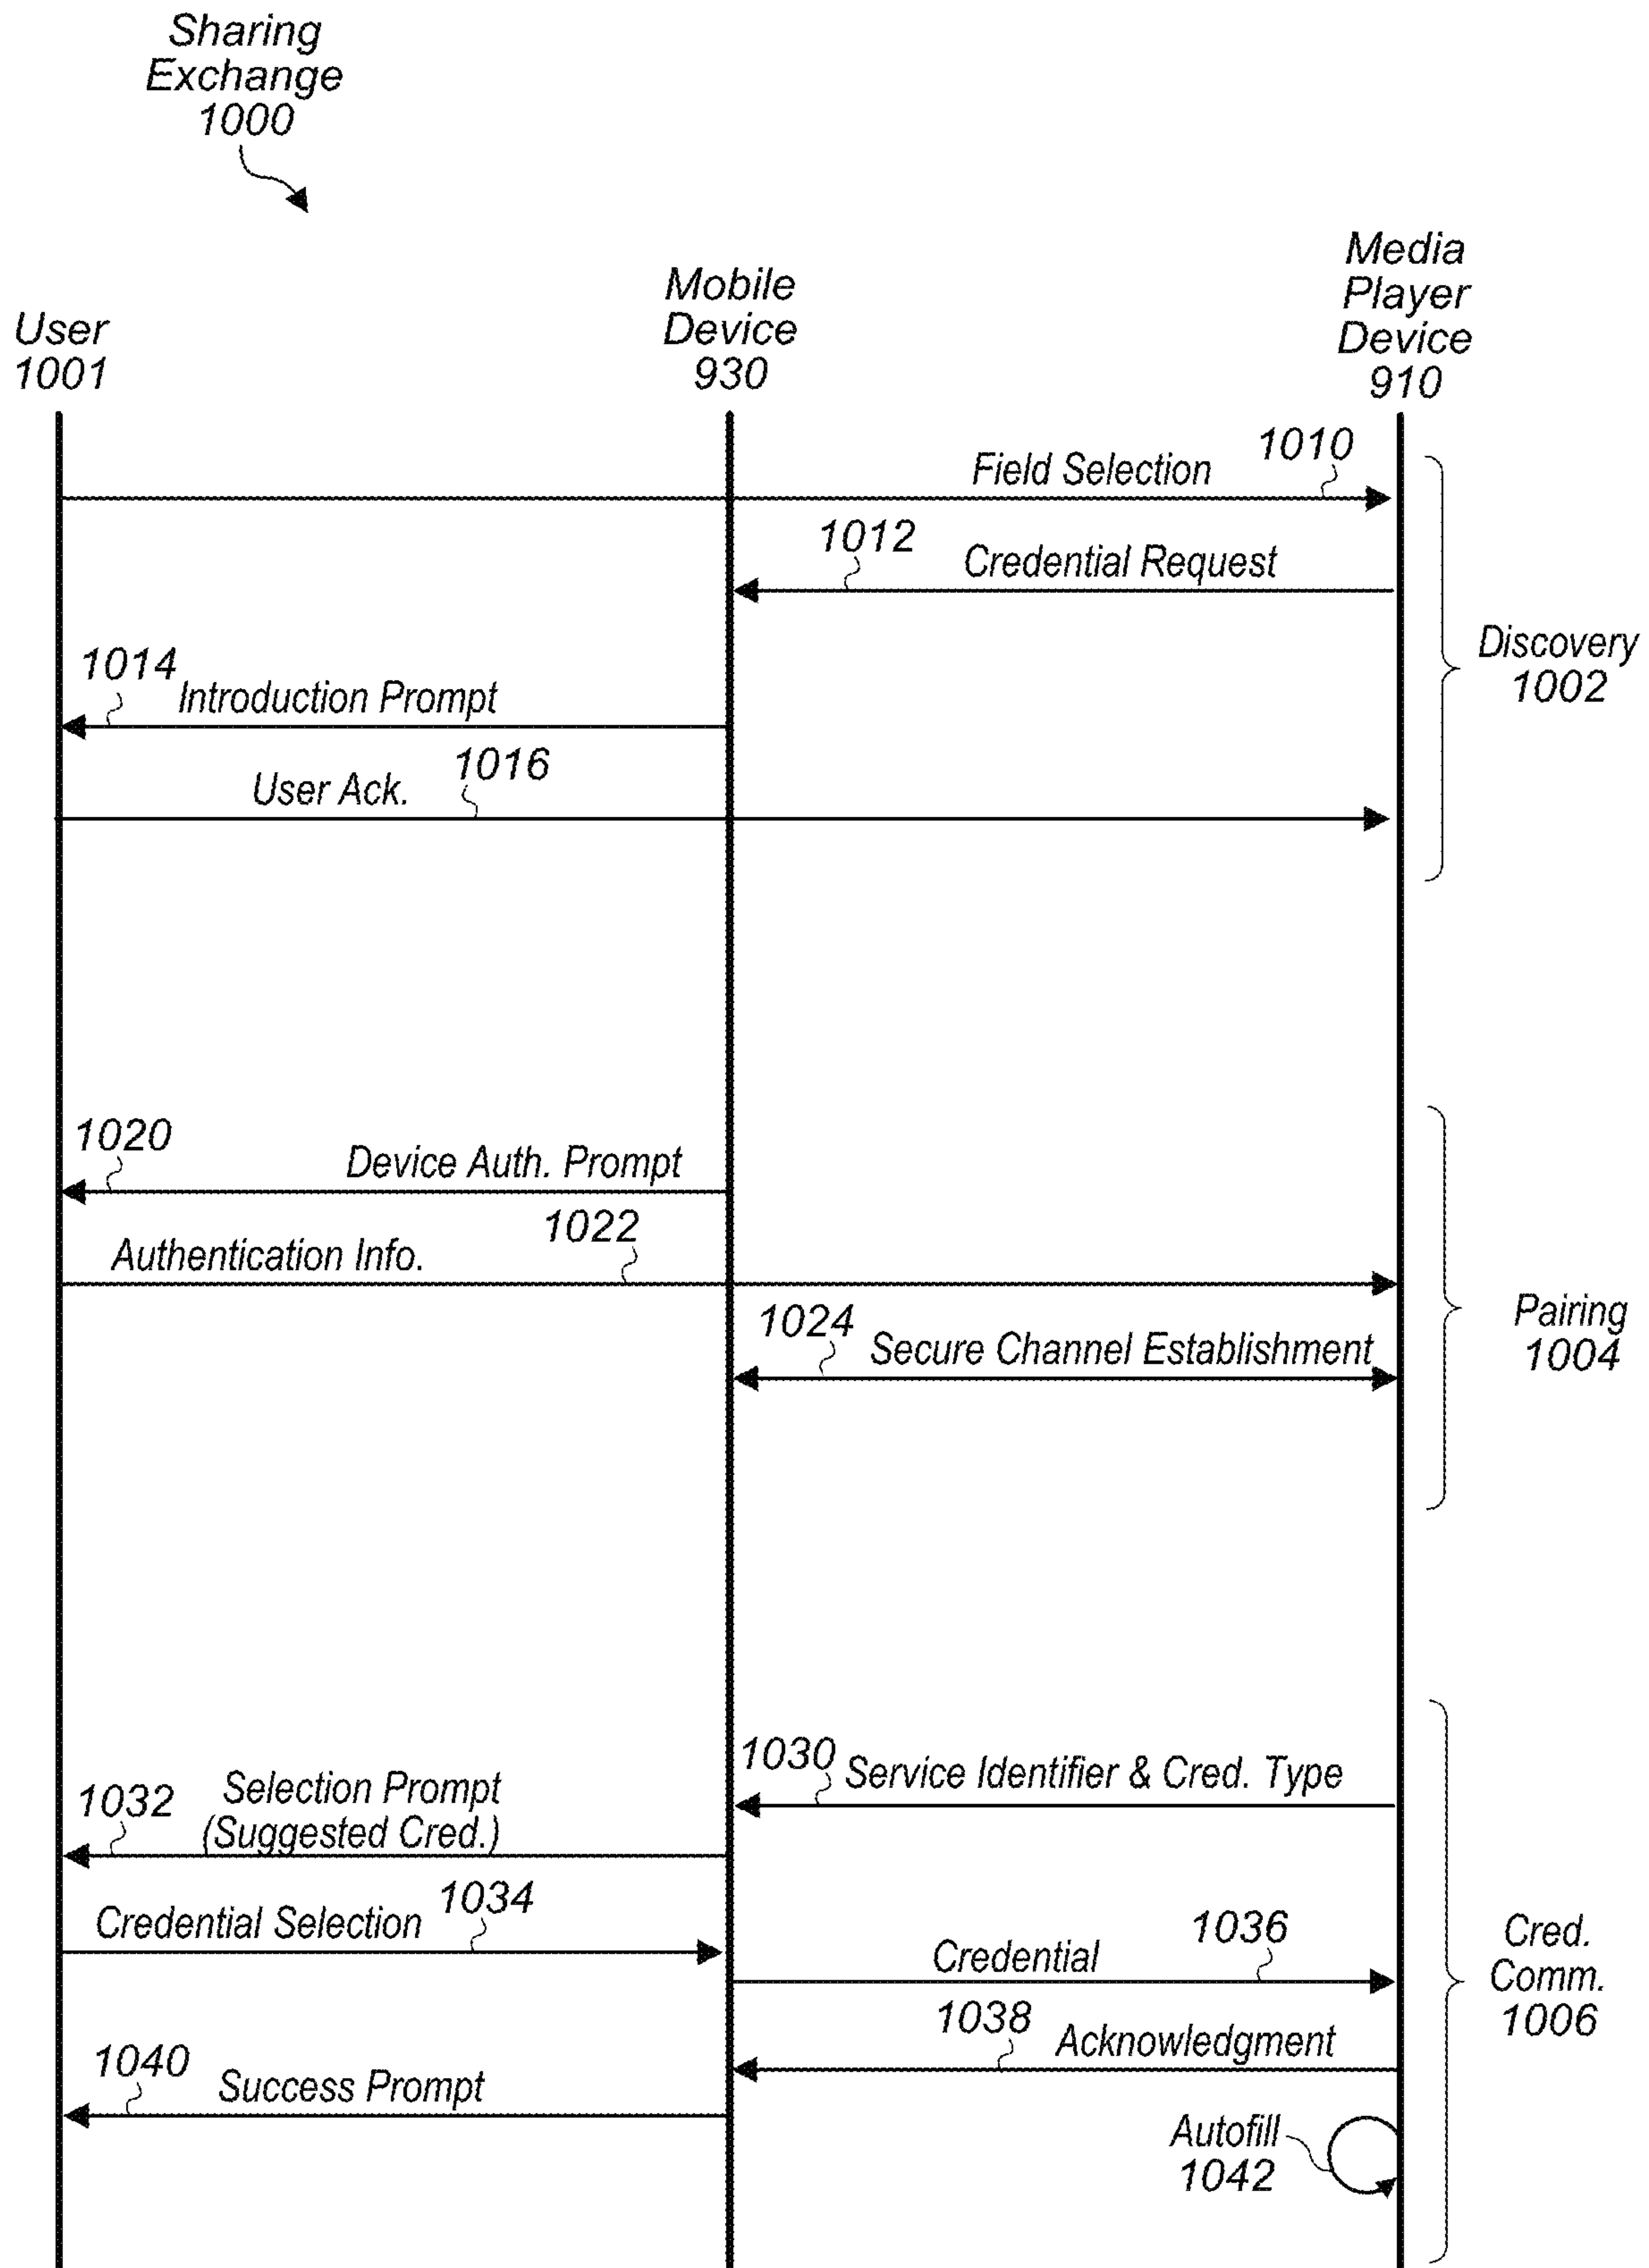 Sharing
Exchange
1000
User
1001
Mobile
Device
930
Media
Player
Device
910
Field Selection
1010
1012
Credential Request
Discovery
1002
1014
Introduction Prompt
User Ack.
1016
1020
Device Auth. Prompt
1022
Authentication Info.
1024
Secure Channel Establishment
Pairing
1004
1030
Service Identifier & Cred. Type
1032
Selection Prompt
(Suggested Cred.)
1034
Credential Selection
1036
Credential
Cred.
Comm.
1006
1038
Acknowledgment
1040
Success Prompt
Autofill
1042